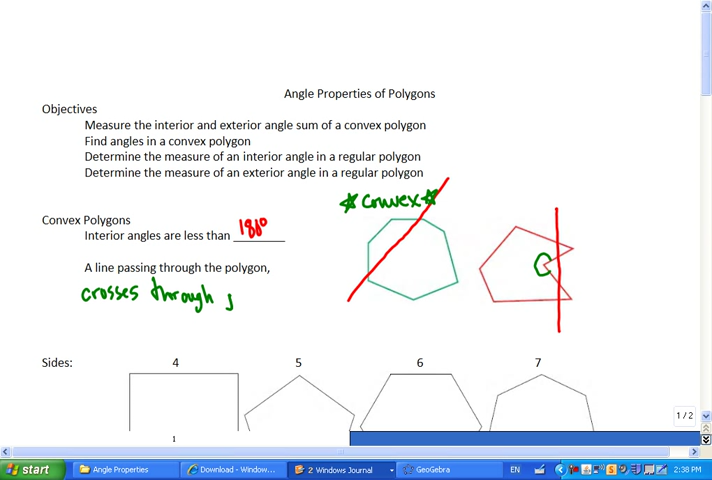 Angle Properties of Polygons
Objectives
Measure the interior and exterior angle sum of a convex polygon
Find angles in a convex polygon
Determine the measure of an interior angle in a regular polygon
Determine the measure of an exterior angle in a regular polygon
*convex*
Convex Polygons
Interior angles are less than 180°
A line passing through the polygon,
crosses through
Sides: 4 5 6 7
1 / 2
1
start Angle Properties Download - Window... 2 Windows Journal GeoGebra EN 2:38 PM